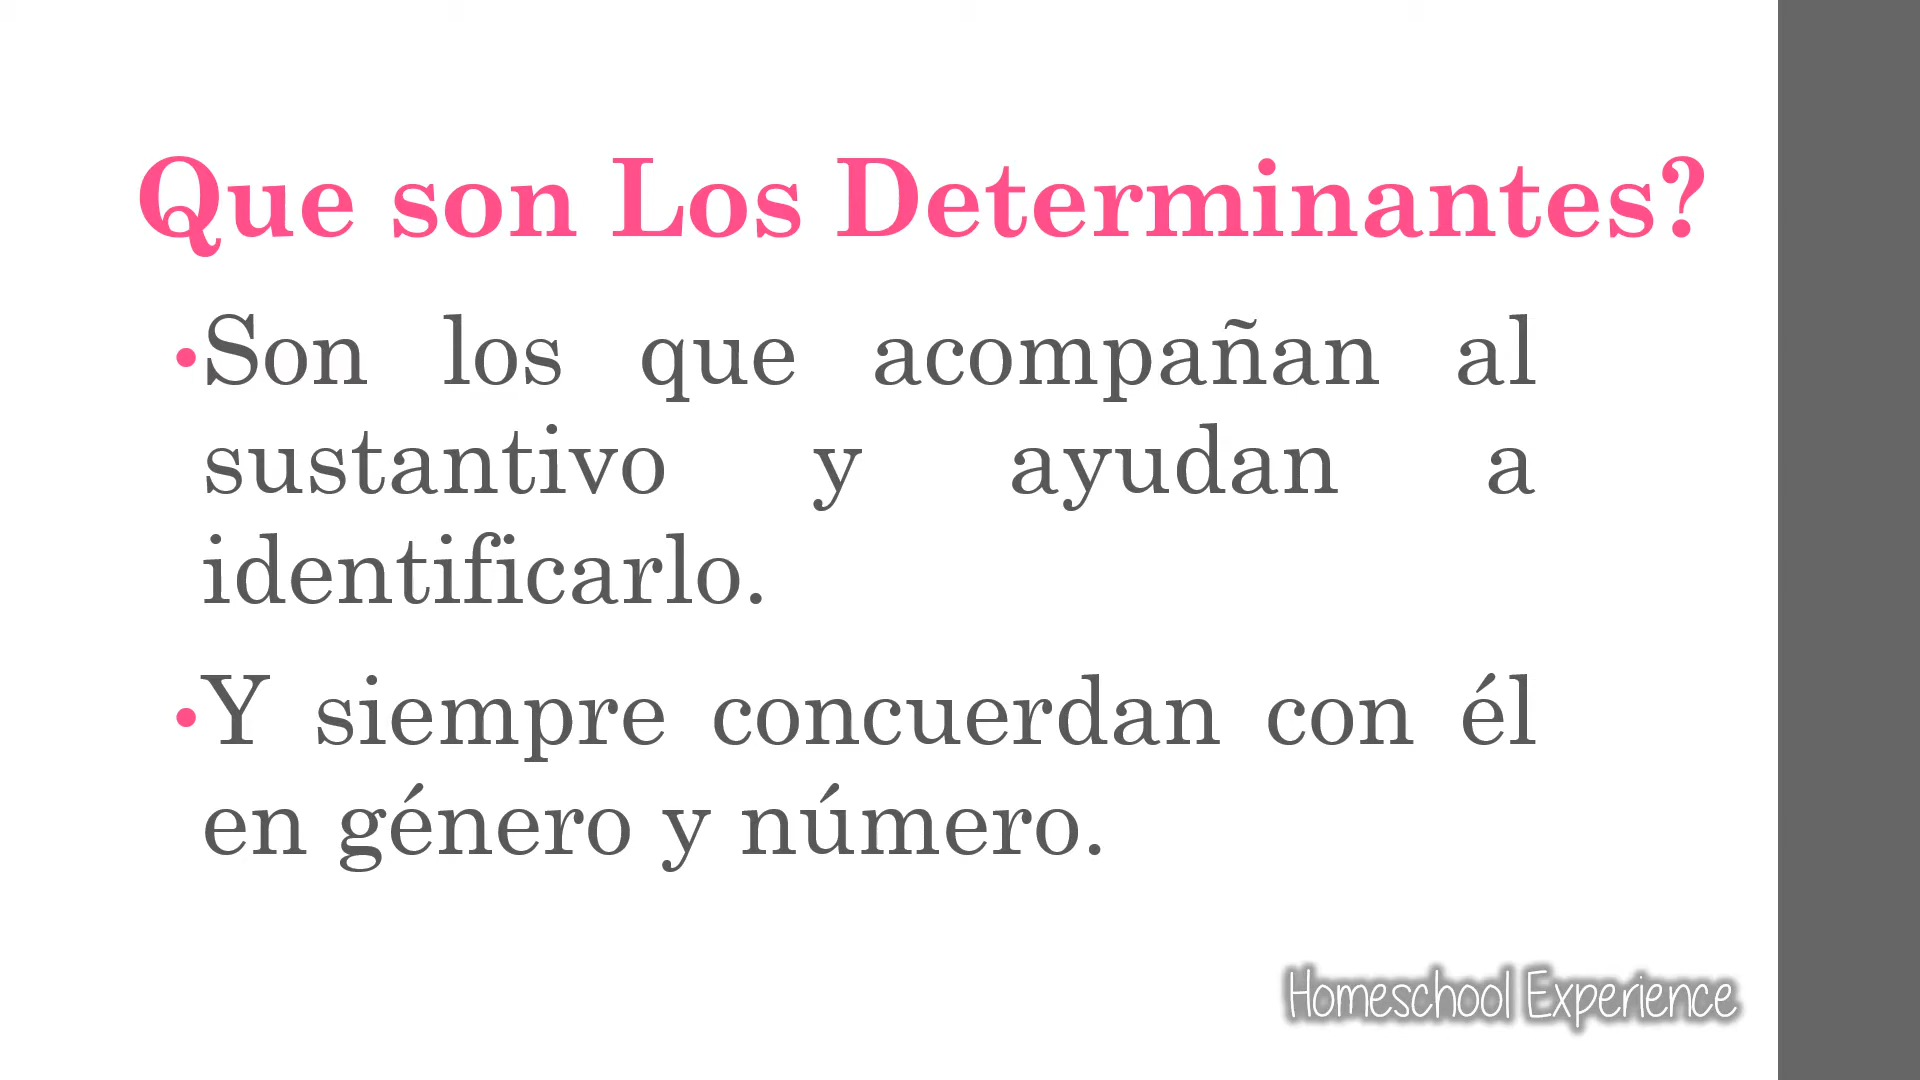 Que son Los Determinantes?
•Son los que acompañan al
sustantivo y ayudan a
identificarlo.
•Y siempre concuerdan con él
en género y número.
Homeschool Experience